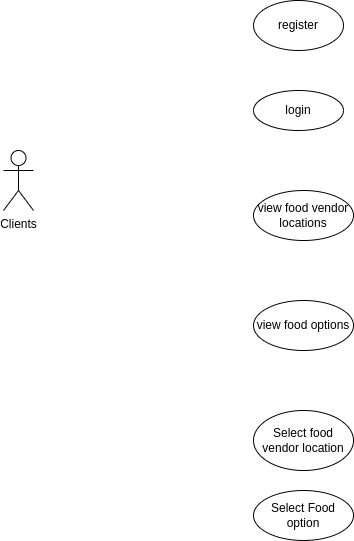 register
login
Clients
view food vendor
locations
view food options
Select food
vendor location
Select Food
option